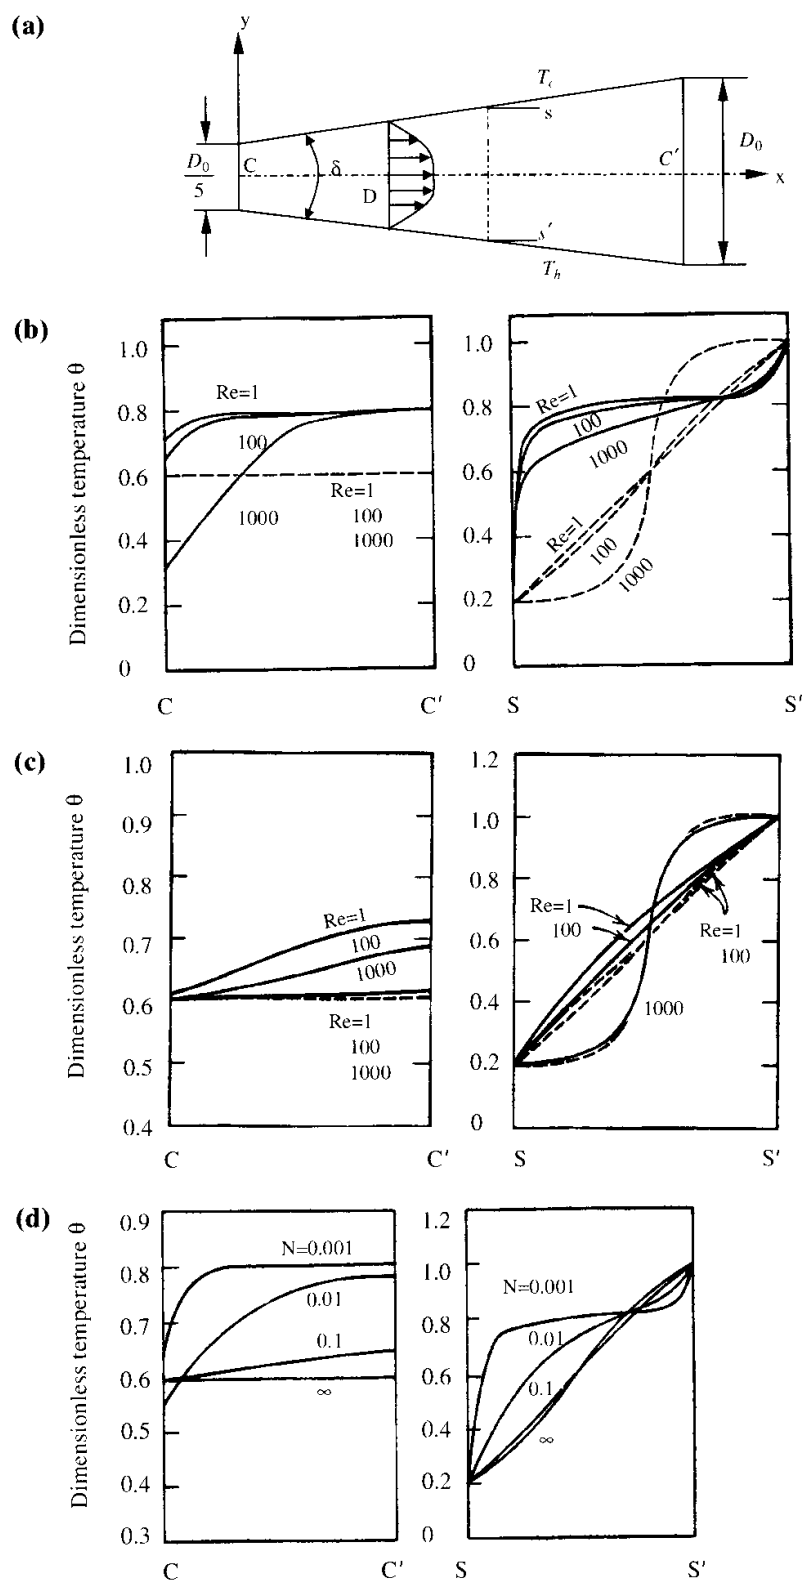 (a)
y
T꜀
s
D₀/5
C
δ
D
C′
D₀
x
s′
Tₕ
(b)
Dimensionless temperature θ
1.0
0.8
0.6
0.4
0.2
0
Re=1
100
1000
Re=1
100
1000
C
C′
1.0
0.8
0.6
0.4
0.2
0
Re=1
100
1000
Re=1
100
1000
S
S′
(c)
Dimensionless temperature θ
1.0
0.9
0.8
0.7
0.6
0.5
0.4
Re=1
100
1000
Re=1
100
1000
C
C′
1.2
1.0
0.8
0.6
0.4
0.2
0
Re=1
100
Re=1
100
1000
S
S′
(d)
Dimensionless temperature θ
0.9
0.8
0.7
0.6
0.5
0.4
0.3
N=0.001
0.01
0.1
∞
C
C′
1.2
1.0
0.8
0.6
0.4
0.2
0
N=0.001
0.01
0.1
∞
S
S′